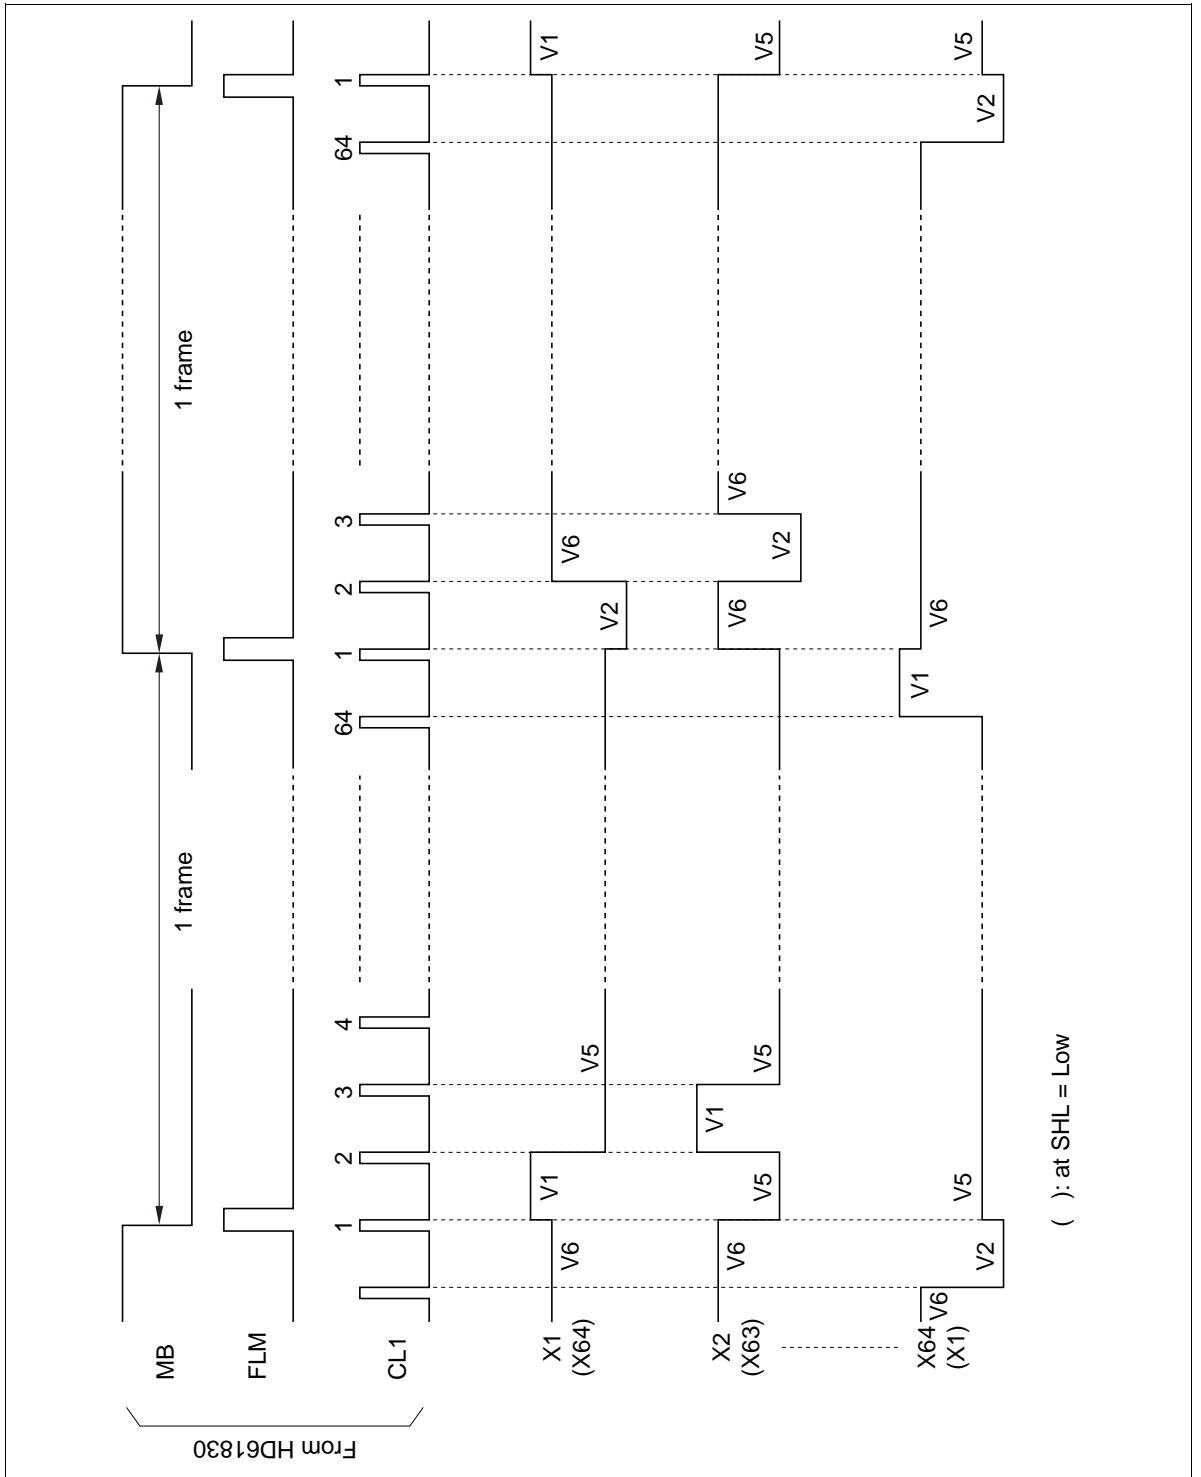 From HD61830
MB
1 frame
1 frame
FLM
CL1
1
2
3
4
64
1
2
3
64
1
X1
(X64)
V6
V1
V5
V2
V6
V1
X2
(X63)
V6
V5
V1
V5
V6
V2
V6
V5
X64
(X1)
V6
V2
V5
V1
V6
V2
V5
( ): at SHL = Low